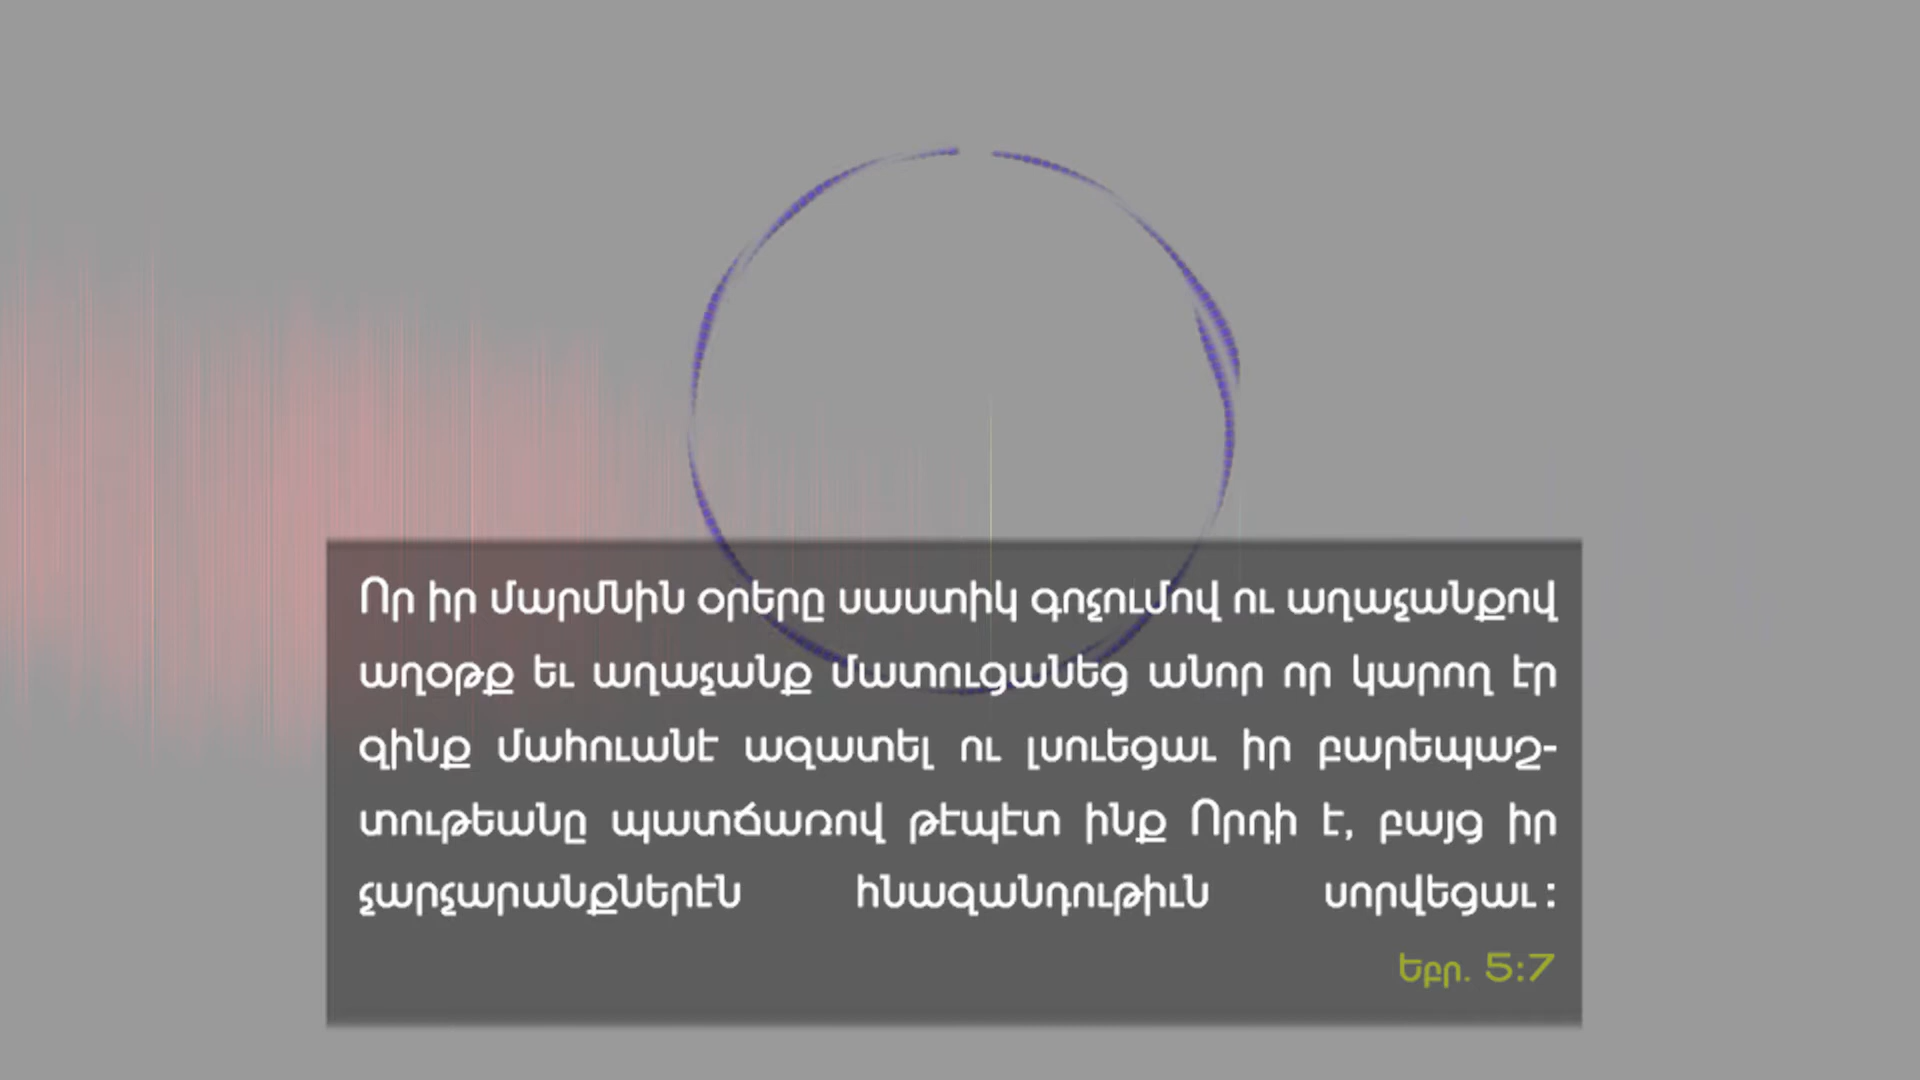 Որ իր մարմնին օրերը սաստիկ գոչումով ու աղաչանքով
աղօթք եւ աղաչանք մատուցանեց անոր որ կարող էր
զինք մահուանէ ազատել ու լսուեցաւ իր բարեպաշ-
տութեանը պատճառով թէպէտ ինք Որդի է, բայց իր
չարչարանքներէն հնազանդութիւն սորվեցաւ:
Եբր. 5:7